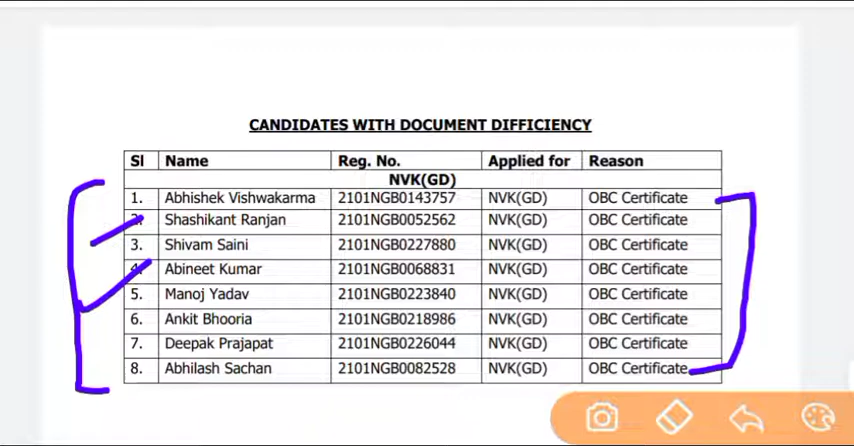 CANDIDATES WITH DOCUMENT DIFFICIENCY
Sl Name Reg. No. Applied for Reason
NVK(GD)
1. Abhishek Vishwakarma 2101NGB0143757 NVK(GD) OBC Certificate
2. Shashikant Ranjan 2101NGB0052562 NVK(GD) OBC Certificate
3. Shivam Saini 2101NGB0227880 NVK(GD) OBC Certificate
4. Abineet Kumar 2101NGB0068831 NVK(GD) OBC Certificate
5. Manoj Yadav 2101NGB0223840 NVK(GD) OBC Certificate
6. Ankit Bhooria 2101NGB0218986 NVK(GD) OBC Certificate
7. Deepak Prajapat 2101NGB0226044 NVK(GD) OBC Certificate
8. Abhilash Sachan 2101NGB0082528 NVK(GD) OBC Certificate